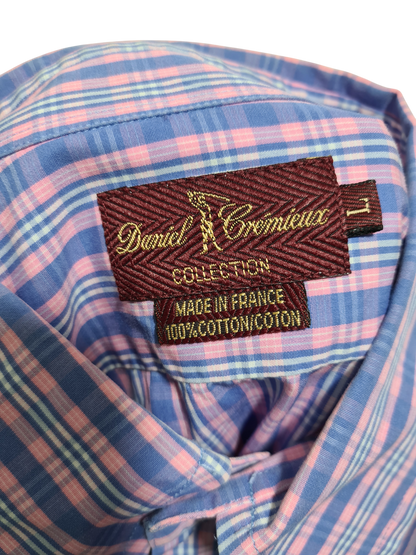 Daniel Cremieux
COLLECTION
L
MADE IN FRANCE
100% COTTON/COTON